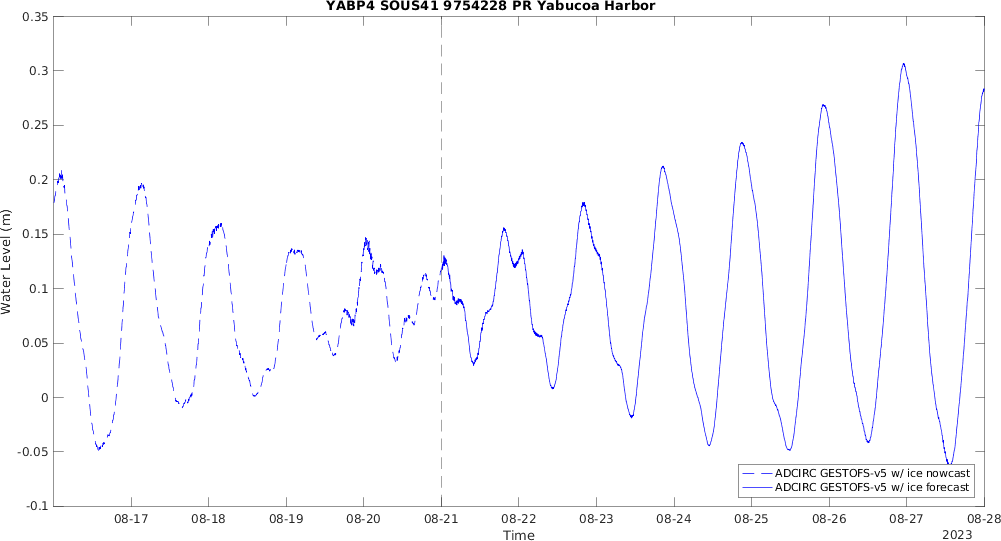 YABP4 SOUS41 9754228 PR Yabucoa Harbor
0.35
0.3
0.25
0.2
0.15
0.1
0.05
0
-0.05
-0.1
Water Level (m)
ADCIRC GESTOFS-v5 w/ ice nowcast
ADCIRC GESTOFS-v5 w/ ice forecast
08-17 08-18 08-19 08-20 08-21 08-22 08-23 08-24 08-25 08-26 08-27 08-28
Time
2023